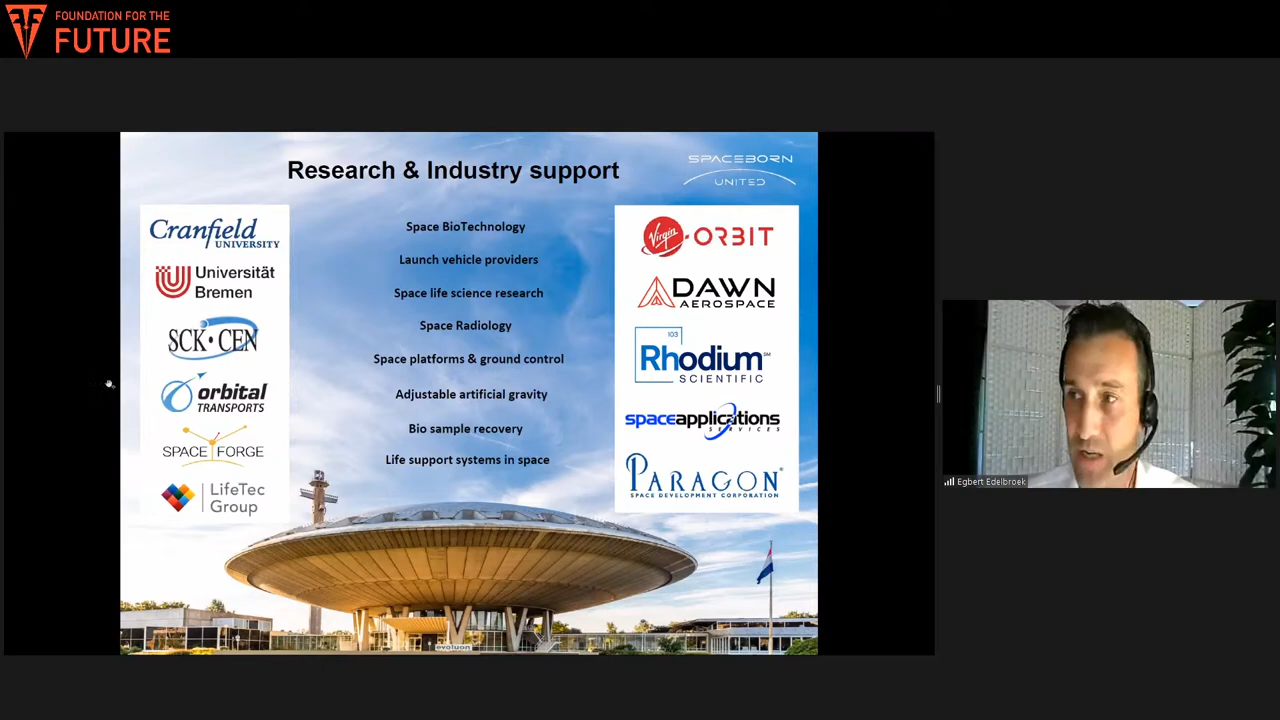 FOUNDATION FOR THE
FUTURE
Research & Industry support
SPACEBORN
UNITED
Cranfield
UNIVERSITY
Universität
Bremen
SCK·CEN
orbital
TRANSPORTS
SPACE FORGE
LifeTec
Group
Space BioTechnology
Launch vehicle providers
Space life science research
Space Radiology
Space platforms & ground control
Adjustable artificial gravity
Bio sample recovery
Life support systems in space
Virgin ORBIT
DAWN
AEROSPACE
103
Rhodium SM
SCIENTIFIC
spaceapplications
SERVICES
PARAGON®
SPACE DEVELOPMENT CORPORATION
evoluon
Egbert Edelbroek